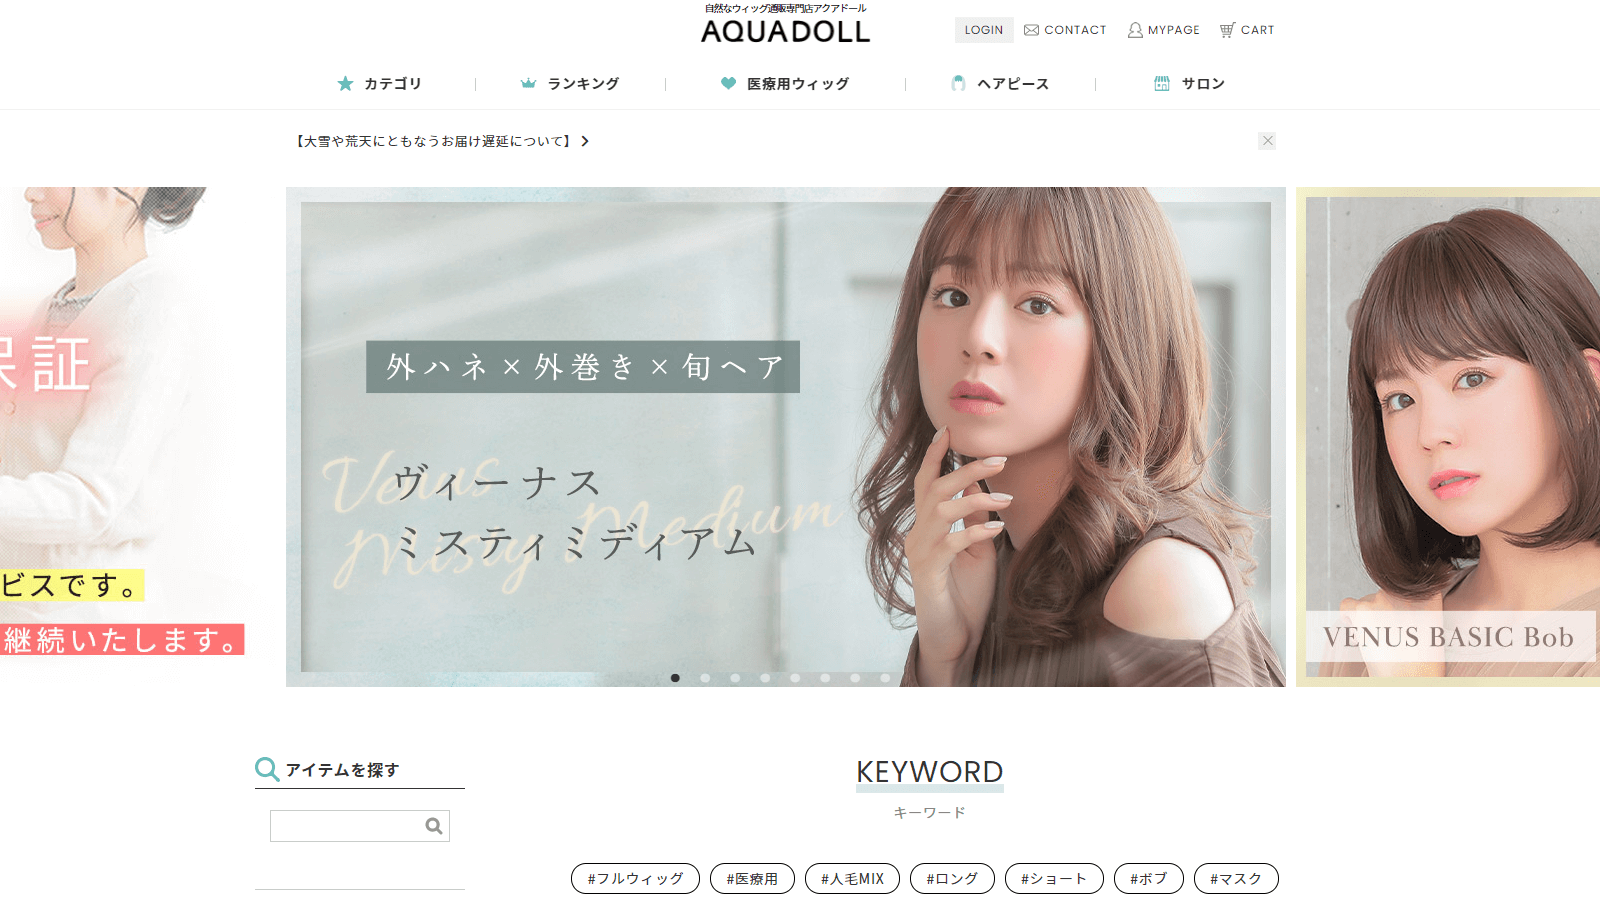 自然なウィッグ通販専門店アクアドール
AQUADOLL
LOGIN
CONTACT
MYPAGE
CART
カテゴリ
ランキング
医療用ウィッグ
ヘアピース
サロン
【大雪や荒天にともなうお届け遅延について】
保証
ビスです。
継続いたします。
外ハネ×外巻き×旬ヘア
Venus
Misty Medium
ヴィーナス
ミスティミディアム
VENUS BASIC Bob
アイテムを探す
KEYWORD
キーワード
#フルウィッグ
#医療用
#人毛MIX
#ロング
#ショート
#ボブ
#マスク